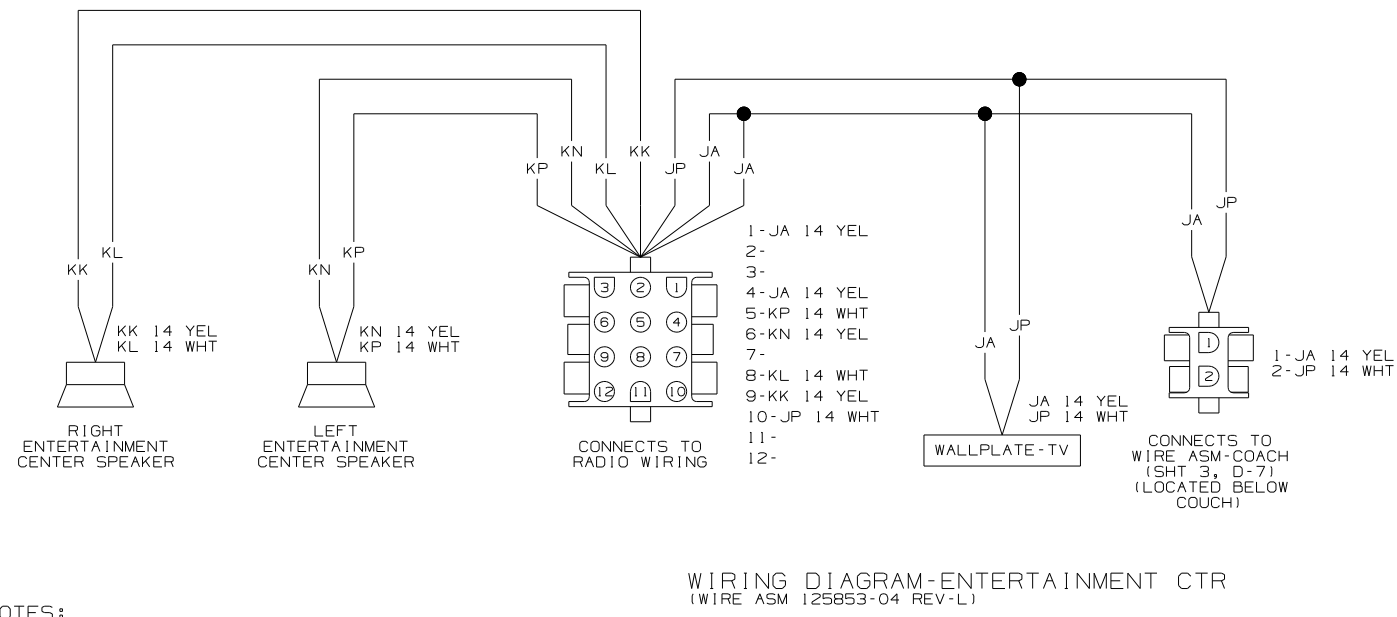 KK
KN
KL
KP
JP
JA
JA
JP
JA
KL
KP
KK
KN
1-JA 14 YEL
2-
3-
4-JA 14 YEL
5-KP 14 WHT
6-KN 14 YEL
7-
8-KL 14 WHT
9-KK 14 YEL
10-JP 14 WHT
11-
12-
3 2 1
6 5 4
9 8 7
12 11 10
KK 14 YEL
KL 14 WHT
KN 14 YEL
KP 14 WHT
JP
JA
1
2
1-JA 14 YEL
2-JP 14 WHT
JA 14 YEL
JP 14 WHT
RIGHT
ENTERTAINMENT
CENTER SPEAKER
LEFT
ENTERTAINMENT
CENTER SPEAKER
CONNECTS TO
RADIO WIRING
WALLPLATE-TV
CONNECTS TO
WIRE ASM-COACH
(SHT 3, D-7)
(LOCATED BELOW
COUCH)
WIRING DIAGRAM-ENTERTAINMENT CTR
(WIRE ASM 125853-04 REV-L)
OTES: